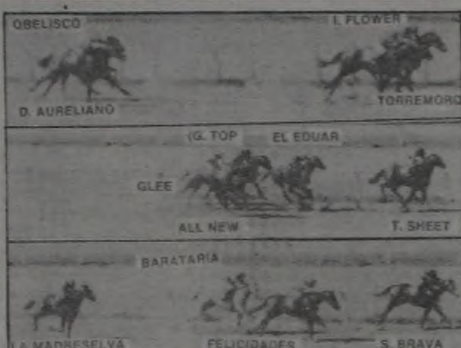 OBELISCO I. FLOWER
D. AURELIANO TORREMORO
(G. TOP EL EDUAR
GLEE
ALL NEW T. SHEET
BARATARIA
LA MADRESELVA FELICIDADES S. BRAVA